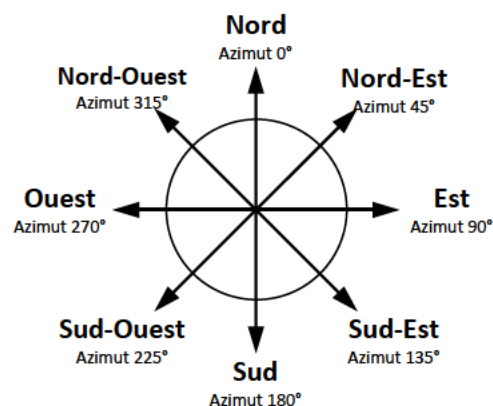 Nord
Azimut 0°
Nord-Ouest
Azimut 315°
Nord-Est
Azimut 45°
Ouest
Azimut 270°
Est
Azimut 90°
Sud-Ouest
Azimut 225°
Sud-Est
Azimut 135°
Sud
Azimut 180°